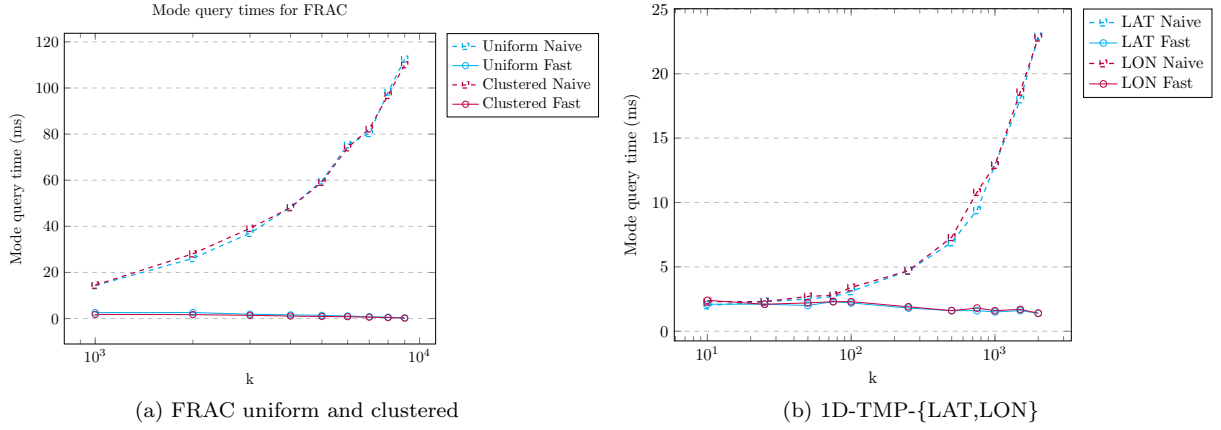 Mode query times for FRAC
120
100
80
60
40
20
0
Mode query time (ms)
10^3
10^4
k
Uniform Naive
Uniform Fast
Clustered Naive
Clustered Fast
(a) FRAC uniform and clustered
25
20
15
10
5
0
Mode query time (ms)
10^1
10^2
10^3
k
LAT Naive
LAT Fast
LON Naive
LON Fast
(b) 1D-TMP-{LAT,LON}